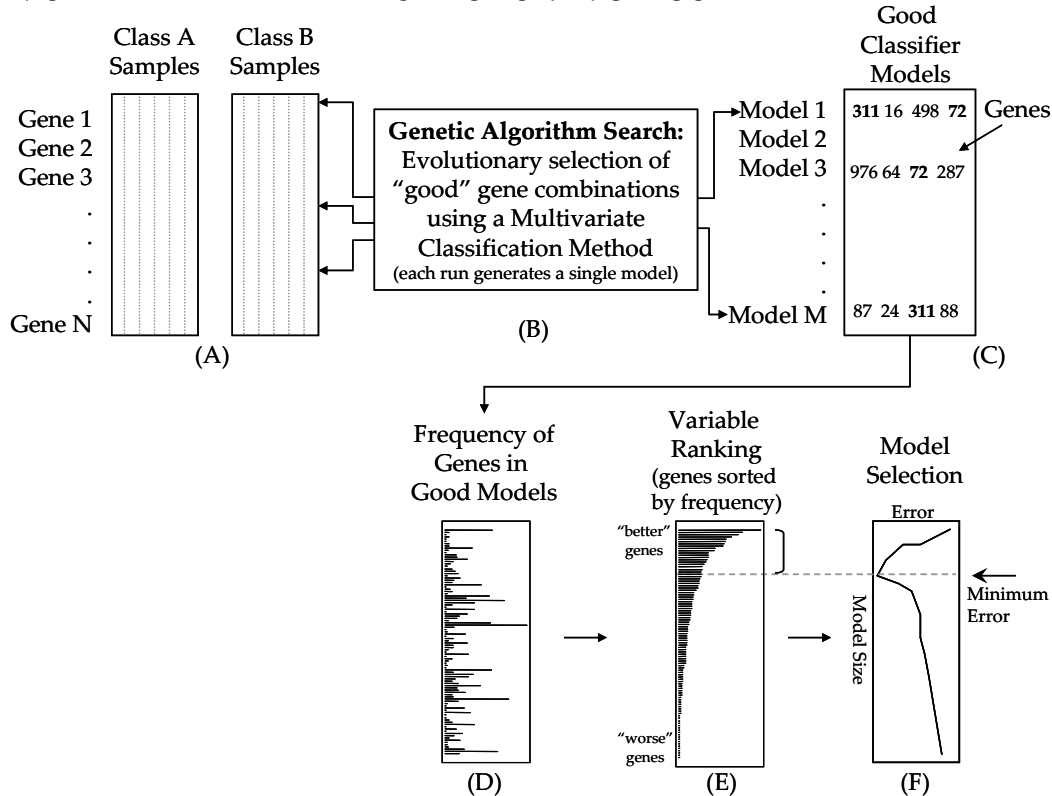 Class A
Samples
Class B
Samples
Gene 1
Gene 2
Gene 3
.
.
.
.
Gene N
(A)
Genetic Algorithm Search:
Evolutionary selection of
“good” gene combinations
using a Multivariate
Classification Method
(each run generates a single model)
(B)
Good
Classifier
Models
Model 1
Model 2
Model 3
.
.
.
.
Model M
311 16 498 72
976 64 72 287
87 24 311 88
Genes
(C)
Frequency of
Genes in
Good Models
(D)
Variable
Ranking
(genes sorted
by frequency)
“better”
genes
“worse”
genes
(E)
Model
Selection
Error
Model Size
Minimum
Error
(F)